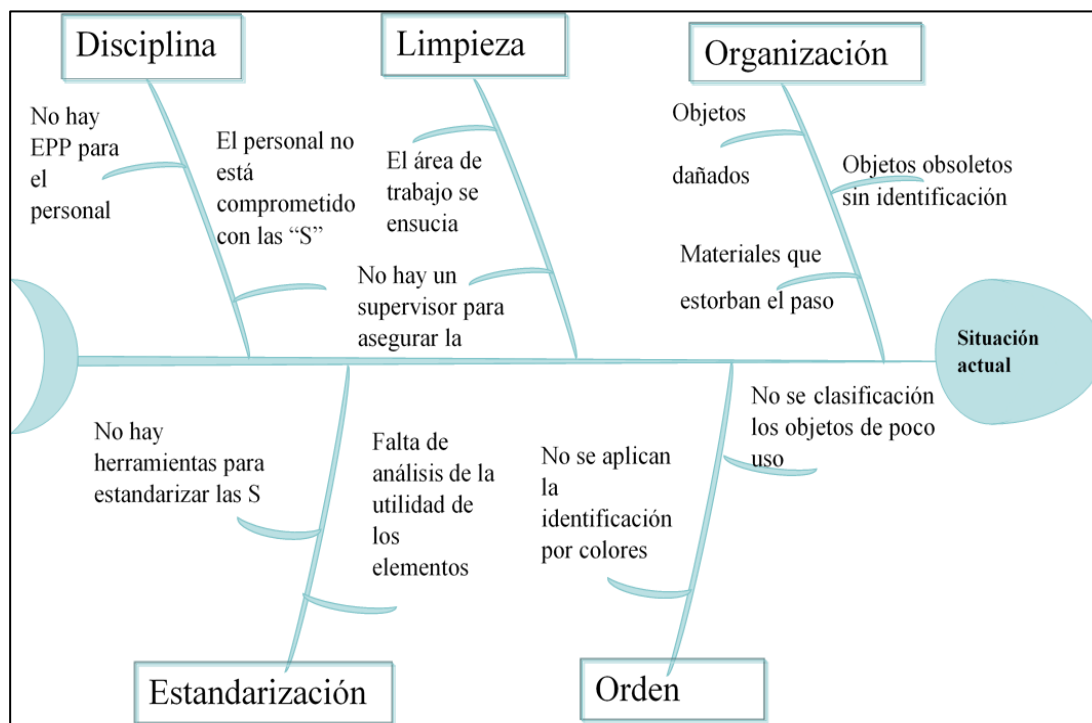 Disciplina
Limpieza
Organización
No hay
EPP para
el
personal
El personal no
está
comprometido
con las “S”
El área de
trabajo se
ensucia
No hay un
supervisor para
asegurar la
Objetos
dañados
Objetos obsoletos
sin identificación
Materiales que
estorban el paso
Situación
actual
No hay
herramientas para
estandarizar las S
Falta de
análisis de la
utilidad de
los
elementos
No se aplican
la
identificación
por colores
No se clasificación
los objetos de poco
uso
Estandarización
Orden